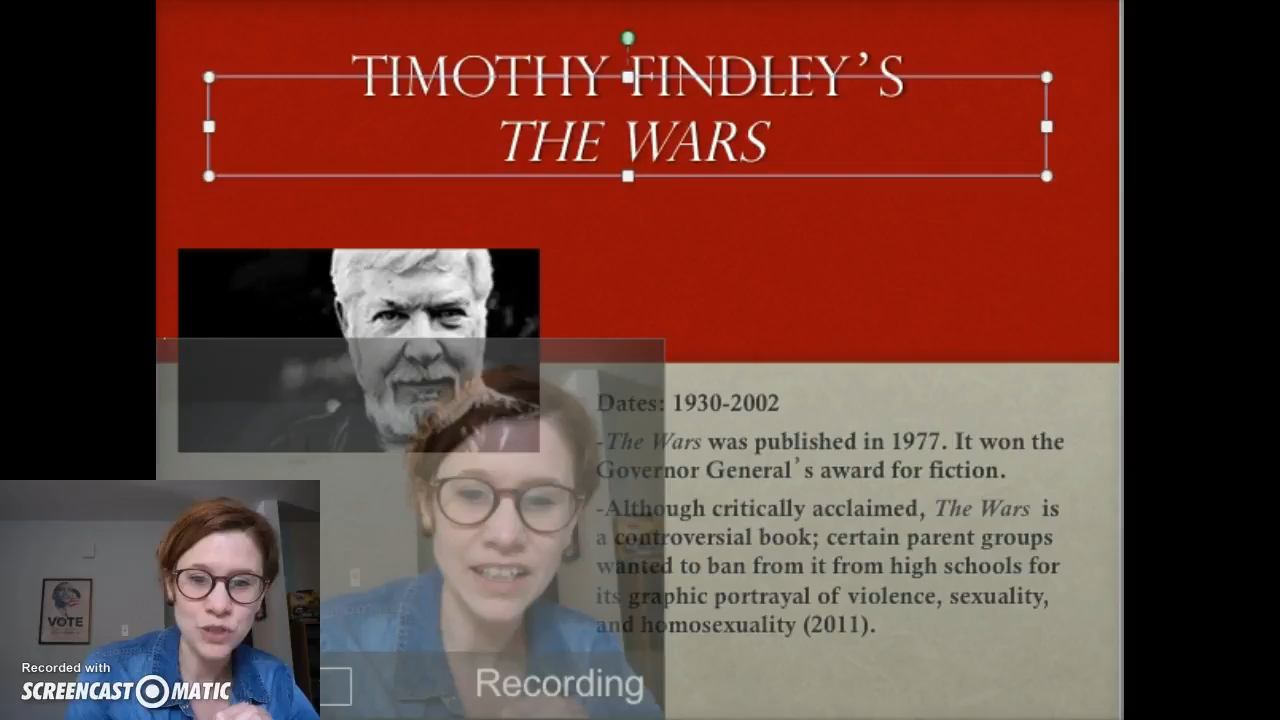 TIMOTHY FINDLEY’S
THE WARS
Dates: 1930-2002
-The Wars was published in 1977. It won the
Governor General’s award for fiction.
-Although critically acclaimed, The Wars is
a controversial book; certain parent groups
wanted to ban from it from high schools for
its graphic portrayal of violence, sexuality,
and homosexuality (2011).
VOTE
Recorded with
SCREENCAST-O-MATIC
Recording